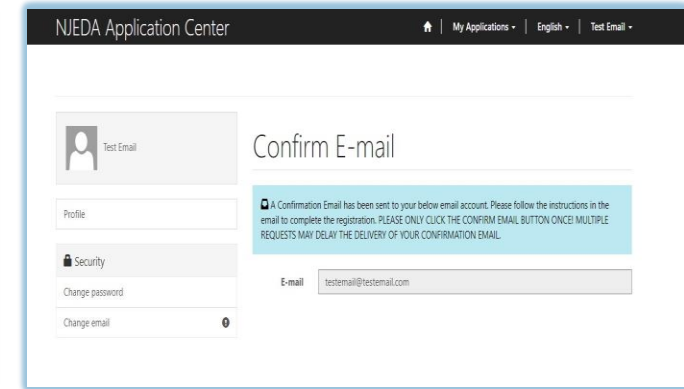 NJEDA Application Center
My Applications
English
Test Email
Test Email
Profile
Security
Change password
Change email
Confirm E-mail
A Confirmation Email has been sent to your below email account. Please follow the instructions in the
email to complete the registration. PLEASE ONLY CLICK THE CONFIRM EMAIL BUTTON ONCE! MULTIPLE
REQUESTS MAY DELAY THE DELIVERY OF YOUR CONFIRMATION EMAIL.
E-mail
testemail@testemail.com